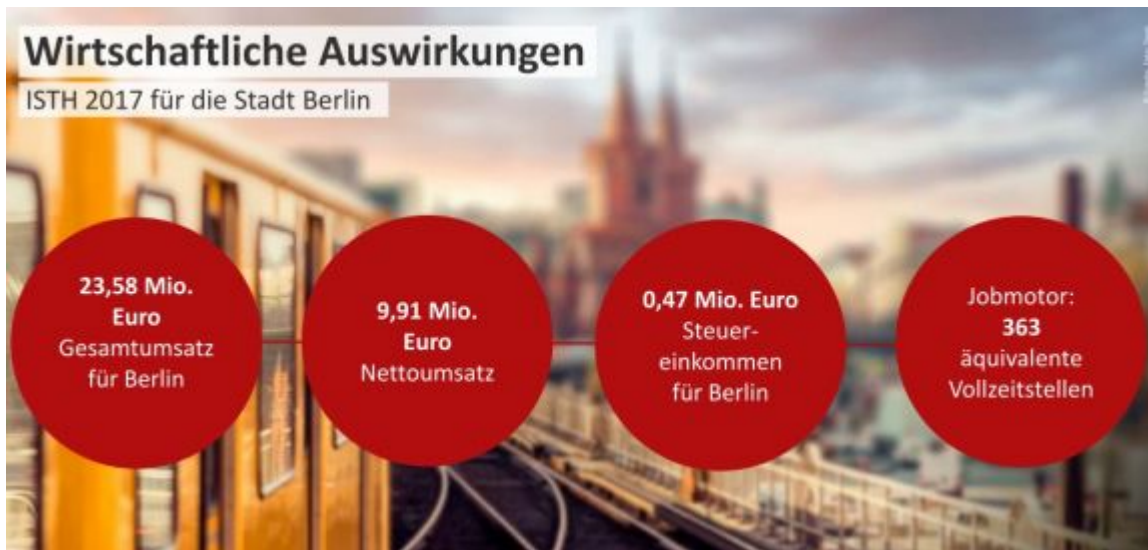 Wirtschaftliche Auswirkungen
ISTH 2017 für die Stadt Berlin
23,58 Mio.
Euro
Gesamtumsatz
für Berlin
9,91 Mio.
Euro
Nettoumsatz
0,47 Mio. Euro
Steuer-
einkommen
für Berlin
Jobmotor:
363
äquivalente
Vollzeitstellen